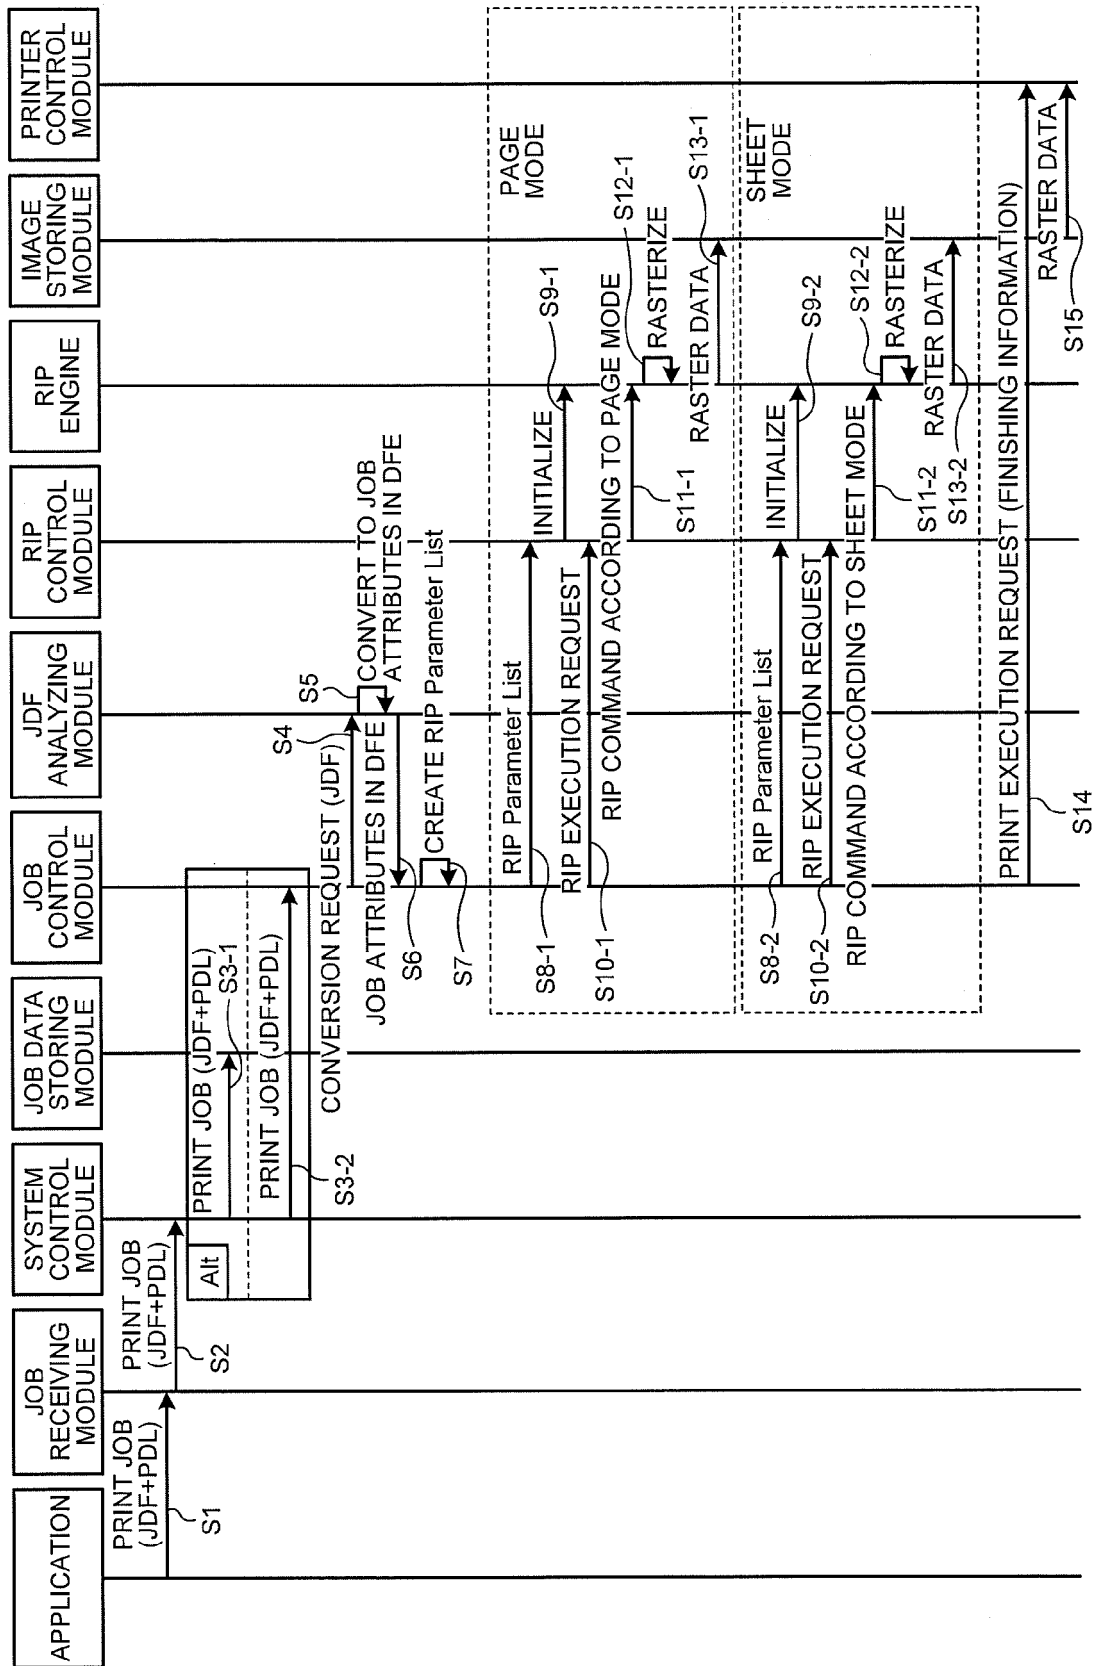 APPLICATION
JOB
RECEIVING
MODULE
SYSTEM
CONTROL
MODULE
JOB DATA
STORING
MODULE
JOB
CONTROL
MODULE
JDF
ANALYZING
MODULE
RIP
CONTROL
MODULE
RIP
ENGINE
IMAGE
STORING
MODULE
PRINTER
CONTROL
MODULE
PRINT JOB
(JDF+PDL)
S1
PRINT JOB
(JDF+PDL)
S2
Alt
PRINT JOB (JDF+PDL)
S3-1
PRINT JOB (JDF+PDL)
S3-2
CONVERSION REQUEST (JDF)
S4
S5
CONVERT TO JOB
ATTRIBUTES IN DFE
JOB ATTRIBUTES IN DFE
S6
CREATE RIP Parameter List
S7
PAGE
MODE
RIP Parameter List
S8-1
INITIALIZE
S9-1
RIP EXECUTION REQUEST
S10-1
RIP COMMAND ACCORDING TO PAGE MODE
S11-1
S12-1
RASTERIZE
RASTER DATA
S13-1
SHEET
MODE
RIP Parameter List
S8-2
INITIALIZE
S9-2
RIP EXECUTION REQUEST
S10-2
RIP COMMAND ACCORDING TO SHEET MODE
S11-2
S12-2
RASTERIZE
RASTER DATA
S13-2
PRINT EXECUTION REQUEST (FINISHING INFORMATION)
S14
RASTER DATA
S15